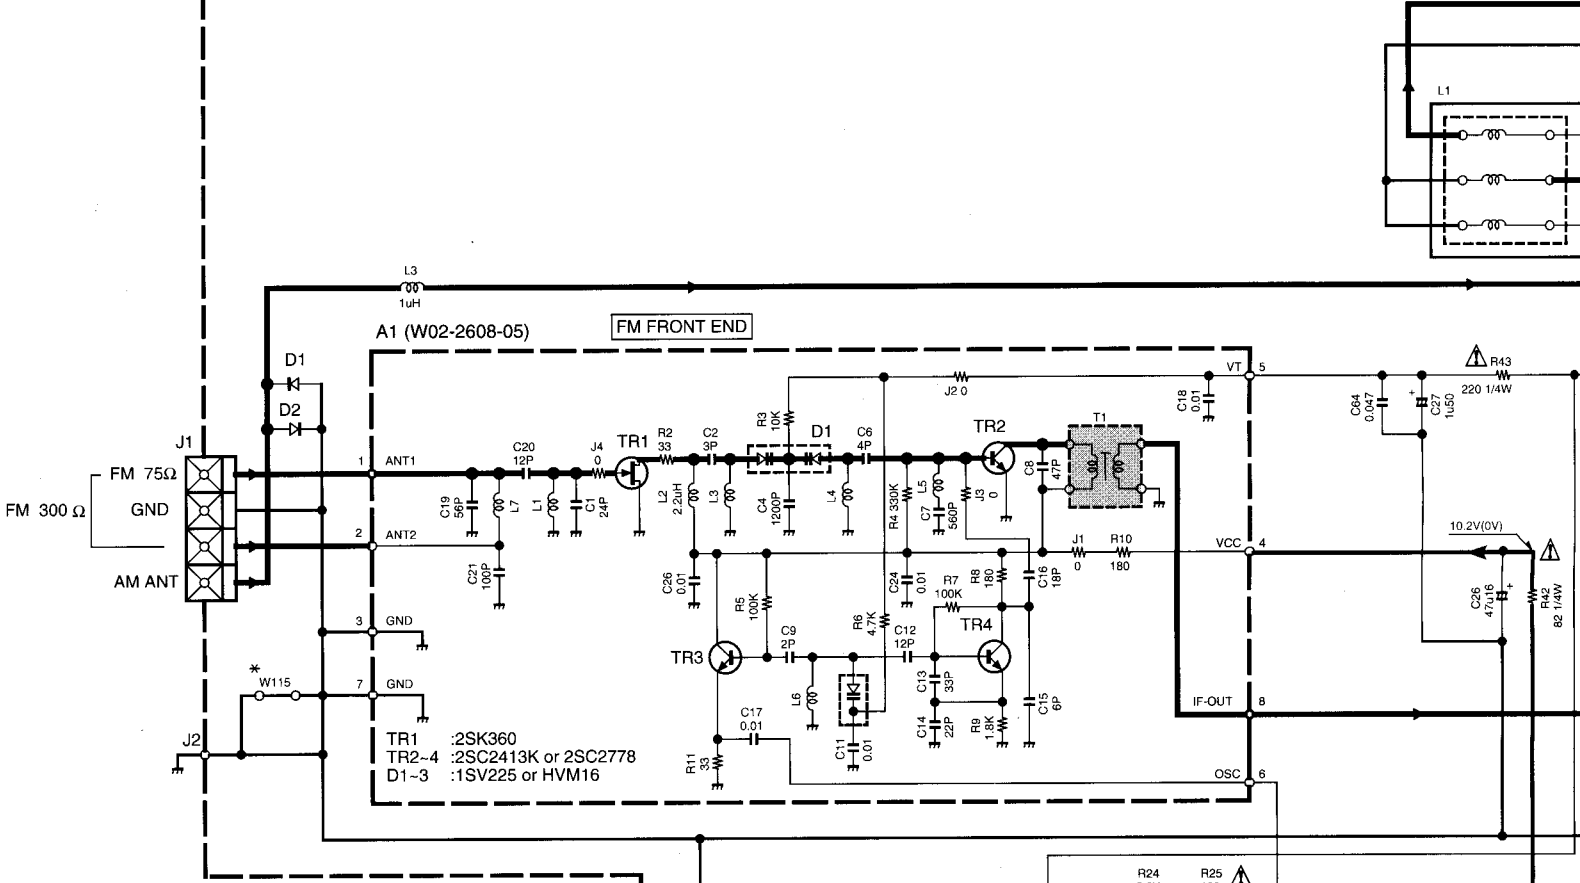 L1
L3
1uH
A1 (W02-2608-05)
FM FRONT END
D1
D2
VT 5
R43
220 1/4W
C64
0.047
C27
1u50
+
J2 0
C18
0.01
R3
10K
D1
C6
4P
TR2
T1
J1
FM 75Ω
GND
FM 300 Ω
AM ANT
1 ANT1
2 ANT2
C20
12P
J4
0
TR1
R2
33
C2
3P
C19
56P
L7
L1
C1
24P
L2
2.2uH
L3
C4
1200P
L4
R4 330K
L5
C7
560P
J3
0
C8
47P
10.2V(0V)
VCC 4
J1
0
R10
180
C21
100P
C26
0.01
R5
100K
C24
0.01
R7
100K
R8
180
C16
18P
C26
47u16
+
R42
82 1/4W
3 GND
TR3
C9
2P
R6
4.7K
C12
12P
TR4
*
W115
7 GND
L6
C13
33P
C15
6P
IF-OUT 8
C17
0.01
C14
22P
R9
1.8K
C11
0.01
R11
33
J2
TR1 :2SK360
TR2~4 :2SC2413K or 2SC2778
D1~3 :1SV225 or HVM16
OSC 6
R24
R25